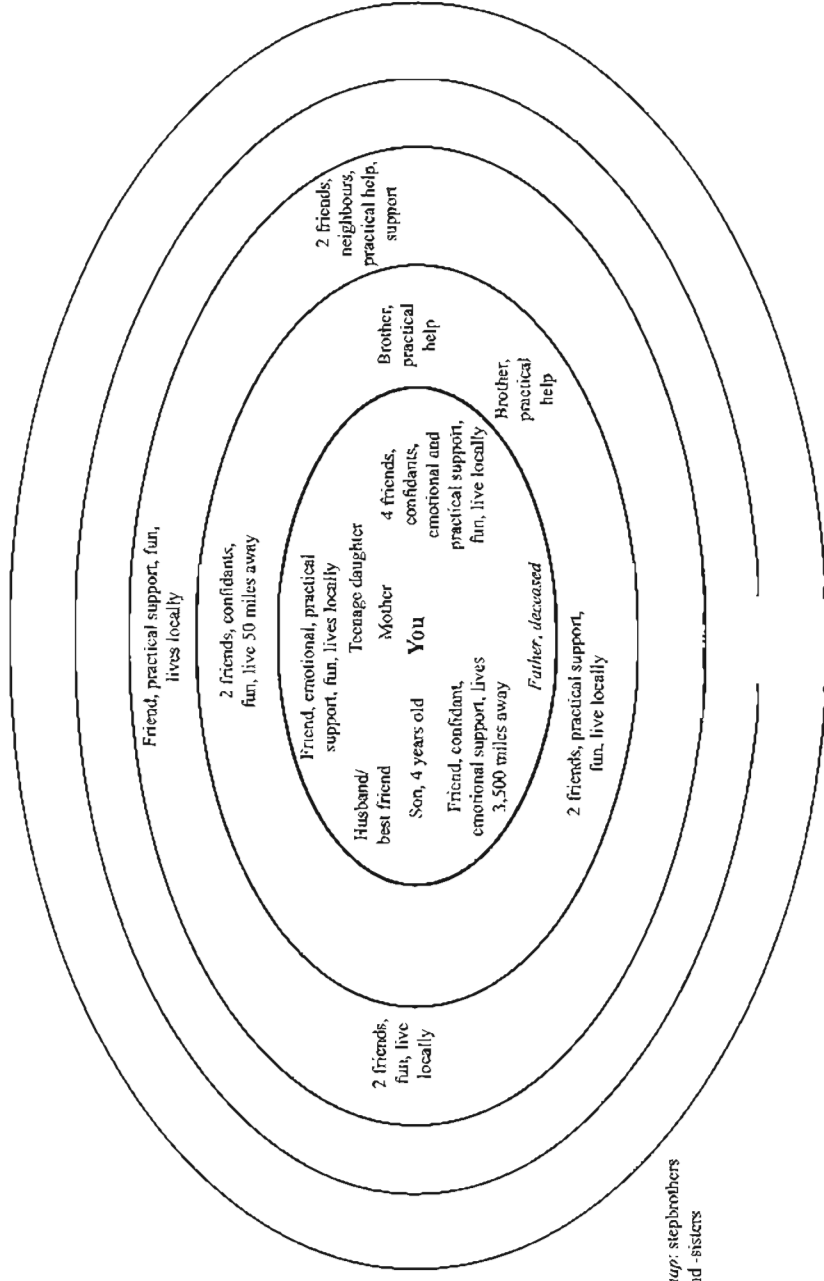 Friend, practical support, fun,
lives locally
2 friends, confidants,
fun, live 50 miles away
Friend, emotional, practical
support, fun, lives locally
Husband/
best friend
Teenage daughter
Son, 4 years old
Mother
You
4 friends,
confidants,
emotional and
practical support,
fun, live locally
Friend, confidant,
emotional support, lives
3,500 miles away
Father, deceased
Brother,
practical
help
Brother,
practical
help
2 friends, practical support,
fun, live locally
2 friends,
fun, live
locally
2 friends,
neighbours,
practical help,
support
stepbrothers
-sisters